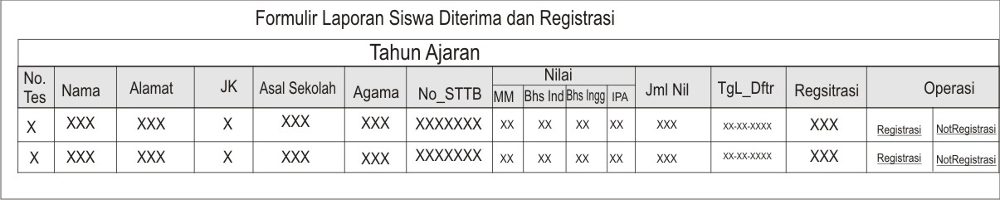 Formulir Laporan Siswa Diterima dan Registrasi
Tahun Ajaran
No. Tes Nama Alamat JK Asal Sekolah Agama No_STTB Nilai MM Bhs Ind Bhs Ingg IPA Jml Nil TgL_Dftr Regsitrasi Operasi
X XXX XXX X XXX XXX XXXXXXX XX XX XX XX XXX XX-XX-XXXX XXX Registrasi NotRegistrasi
X XXX XXX X XXX XXX XXXXXXX XX XX XX XX XXX XX-XX-XXXX XXX Registrasi NotRegistrasi